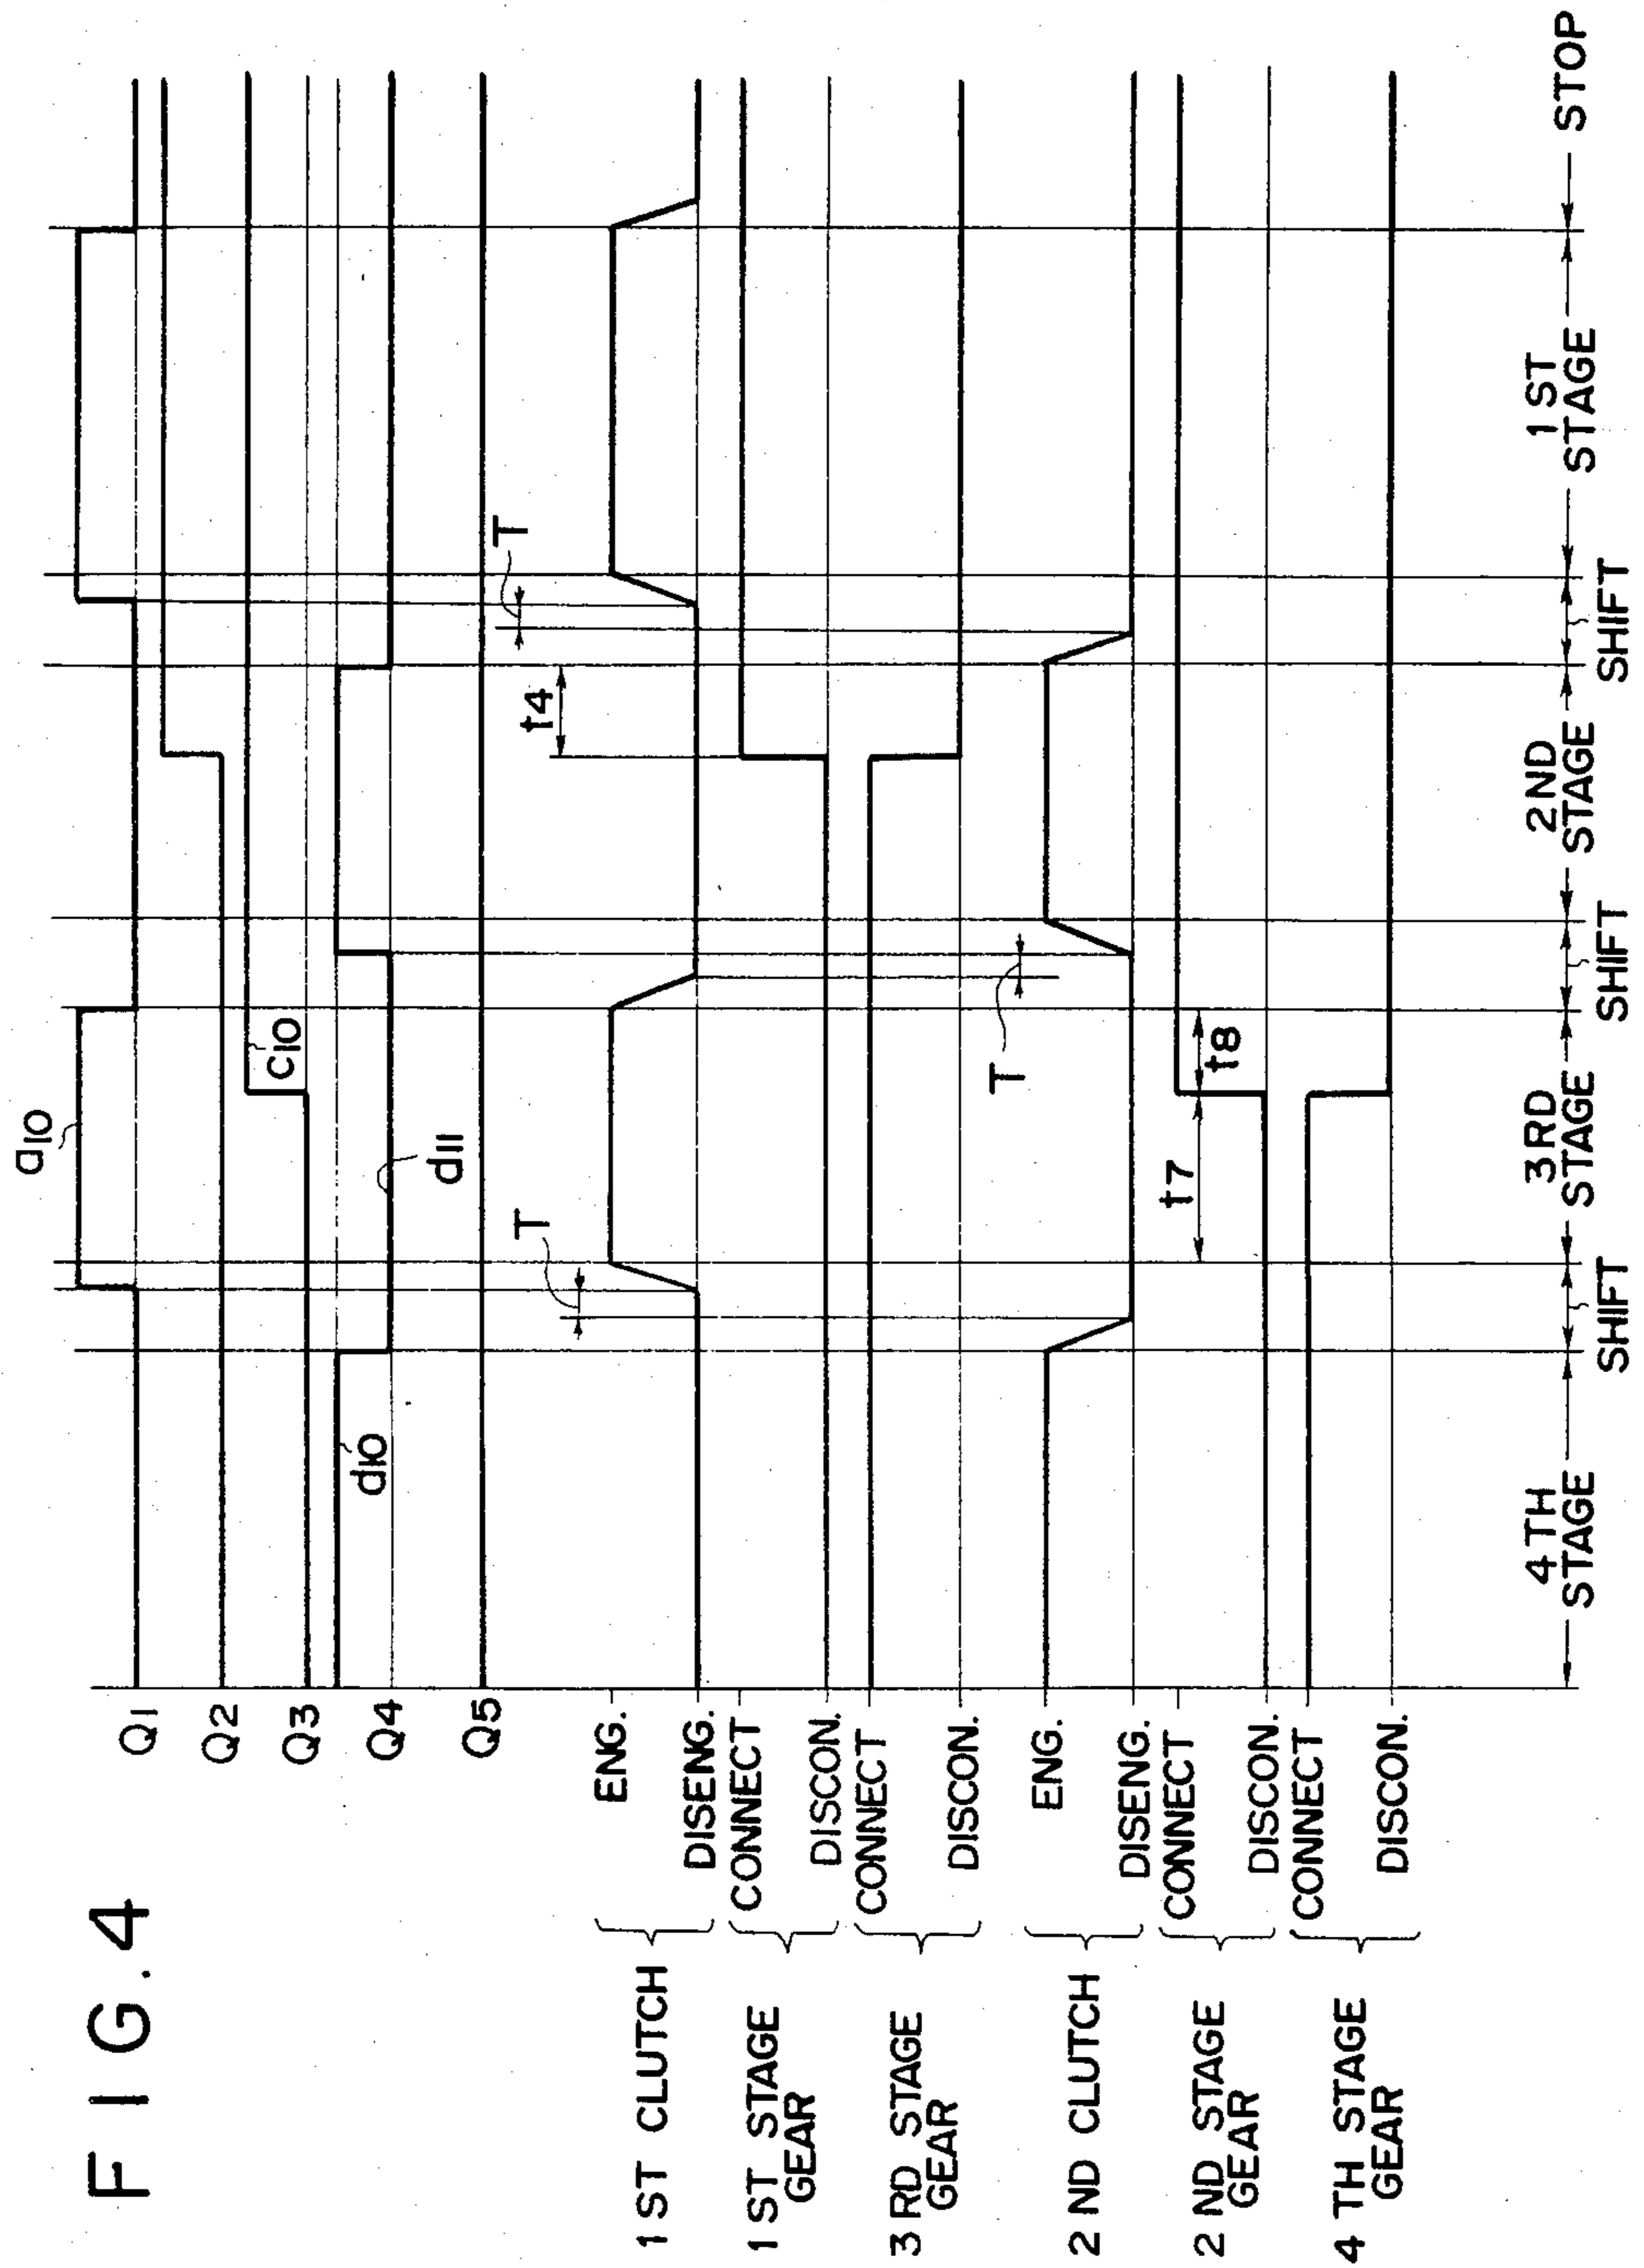 FIG.4
a10
c10
d10
d11
Q1
Q2
Q3
Q4
Q5
T
t4
T
1ST CLUTCH
ENG.
DISENG.
1ST STAGE
GEAR
CONNECT
DISCON.
3RD STAGE
GEAR
CONNECT
DISCON.
T
2ND CLUTCH
ENG.
DISENG.
2ND STAGE
GEAR
CONNECT
DISCON.
t7
t8
4TH STAGE
GEAR
CONNECT
DISCON.
4TH
STAGE
SHIFT
3RD
STAGE
SHIFT
2ND
STAGE
SHIFT
1ST
STAGE
STOP